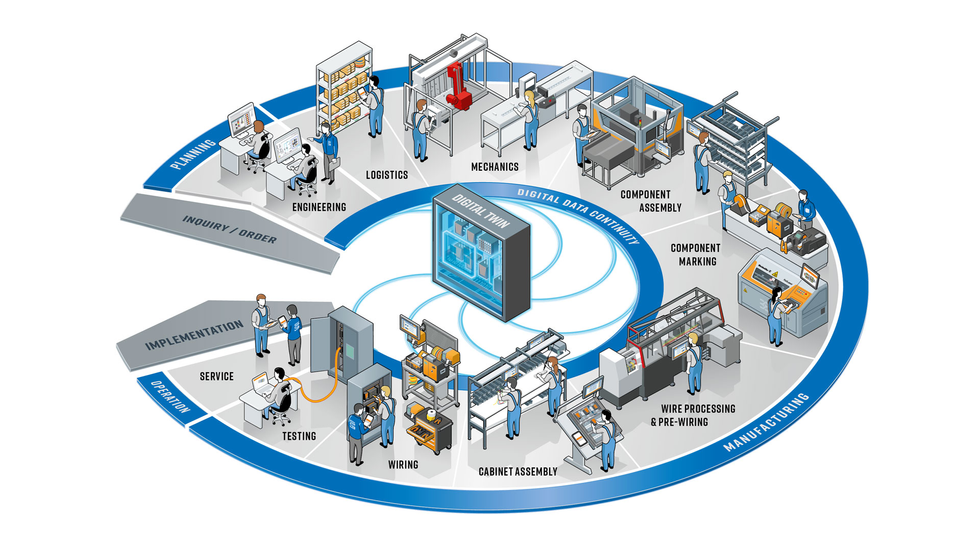 PLANNING
INQUIRY / ORDER
ENGINEERING
LOGISTICS
MECHANICS
COMPONENT
ASSEMBLY
COMPONENT
MARKING
DIGITAL DATA CONTINUITY
DIGITAL TWIN
WIRE PROCESSING
& PRE-WIRING
MANUFACTURING
CABINET ASSEMBLY
WIRING
TESTING
SERVICE
OPERATION
IMPLEMENTATION